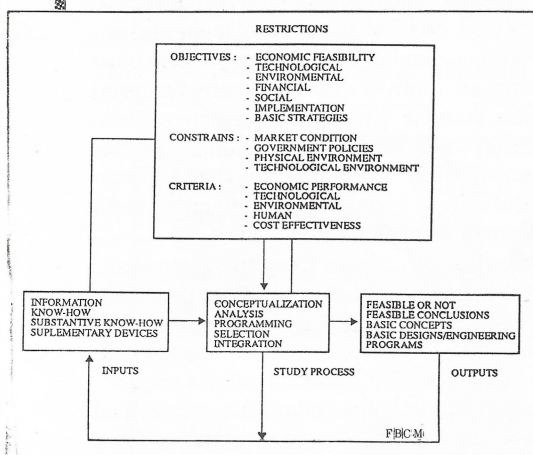 RESTRICTIONS
OBJECTIVES : - ECONOMIC FEASIBILITY
- TECHNOLOGICAL
- ENVIRONMENTAL
- FINANCIAL
- SOCIAL
- IMPLEMENTATION
- BASIC STRATEGIES
CONSTRAINS : - MARKET CONDITION
- GOVERNMENT POLICIES
- PHYSICAL ENVIRONMENT
- TECHNOLOGICAL ENVIRONMENT
CRITERIA : - ECONOMIC PERFORMANCE
- TECHNOLOGICAL
- ENVIRONMENTAL
- HUMAN
- COST EFFECTIVENESS
INFORMATION
KNOW-HOW
SUBSTANTIVE KNOW-HOW
SUPLEMENTARY DEVICES
CONCEPTUALIZATION
ANALYSIS
PROGRAMMING
SELECTION
INTEGRATION
FEASIBLE OR NOT
FEASIBLE CONCLUSIONS
BASIC CONCEPTS
BASIC DESIGNS/ENGINEERING
PROGRAMS
INPUTS
STUDY PROCESS
OUTPUTS
F|B|C M